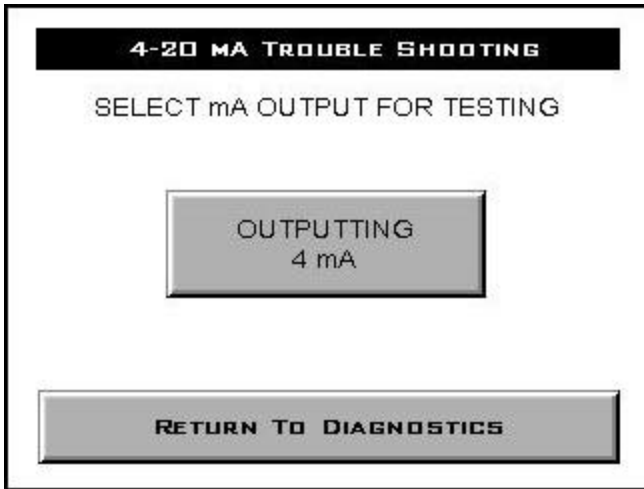 4-20 mA Trouble Shooting
SELECT mA OUTPUT FOR TESTING
OUTPUTTING
4 mA
Return To Diagnostics